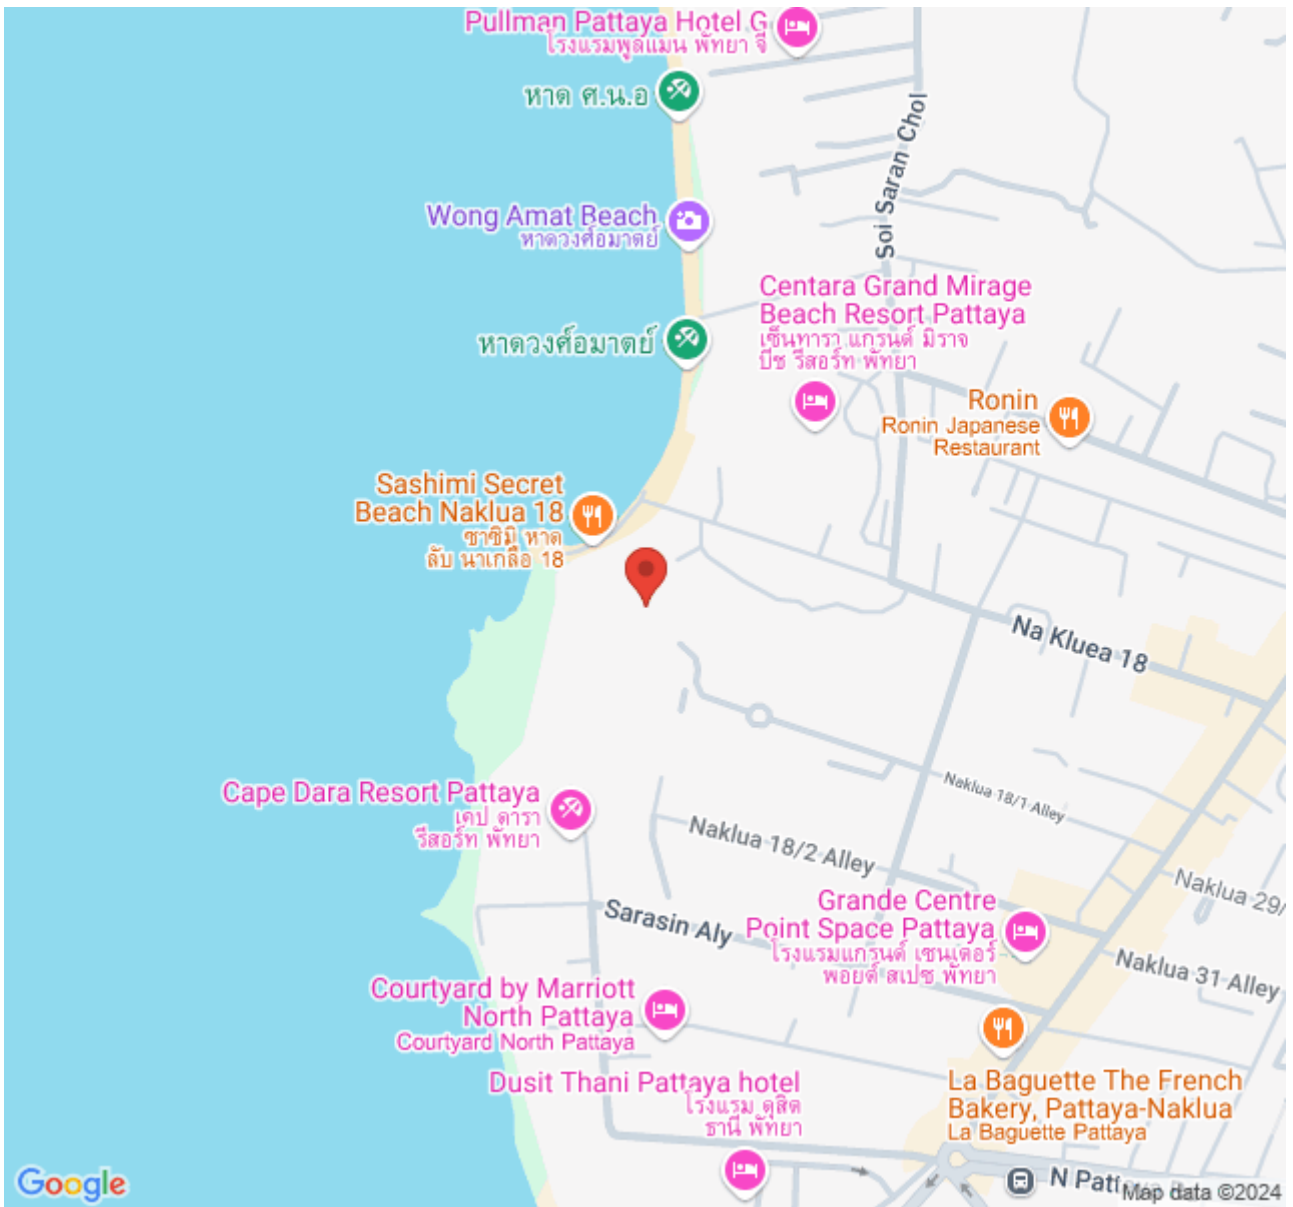 Pullman Pattaya Hotel G
โรงแรมพูลแมน พัทยา จี
หาด ศ.น.อ
Soi Saran Chol
Wong Amat Beach
หาดวงศ์อมาตย์
Centara Grand Mirage
Beach Resort Pattaya
เซ็นทารา แกรนด์ มิราจ
บีช รีสอร์ท พัทยา
หาดวงศ์อมาตย์
Ronin
Ronin Japanese
Restaurant
Sashimi Secret
Beach Naklua 18
ซาซิมิ หาด
ลับ นาเกลือ 18
Na Kluea 18
Cape Dara Resort Pattaya
เคป ดารา
รีสอร์ท พัทยา
Naklua 18/1 Alley
Naklua 18/2 Alley
Naklua 29/
Sarasin Aly
Grande Centre
Point Space Pattaya
โรงแรมแกรนด์ เซนเตอร์
พอยต์ สเปซ พัทยา
Naklua 31 Alley
Courtyard by Marriott
North Pattaya
Courtyard North Pattaya
Dusit Thani Pattaya hotel
โรงแรม ดุสิต
ธานี พัทยา
La Baguette The French
Bakery, Pattaya-Naklua
La Baguette Pattaya
Google
N Patt
Map data ©2024